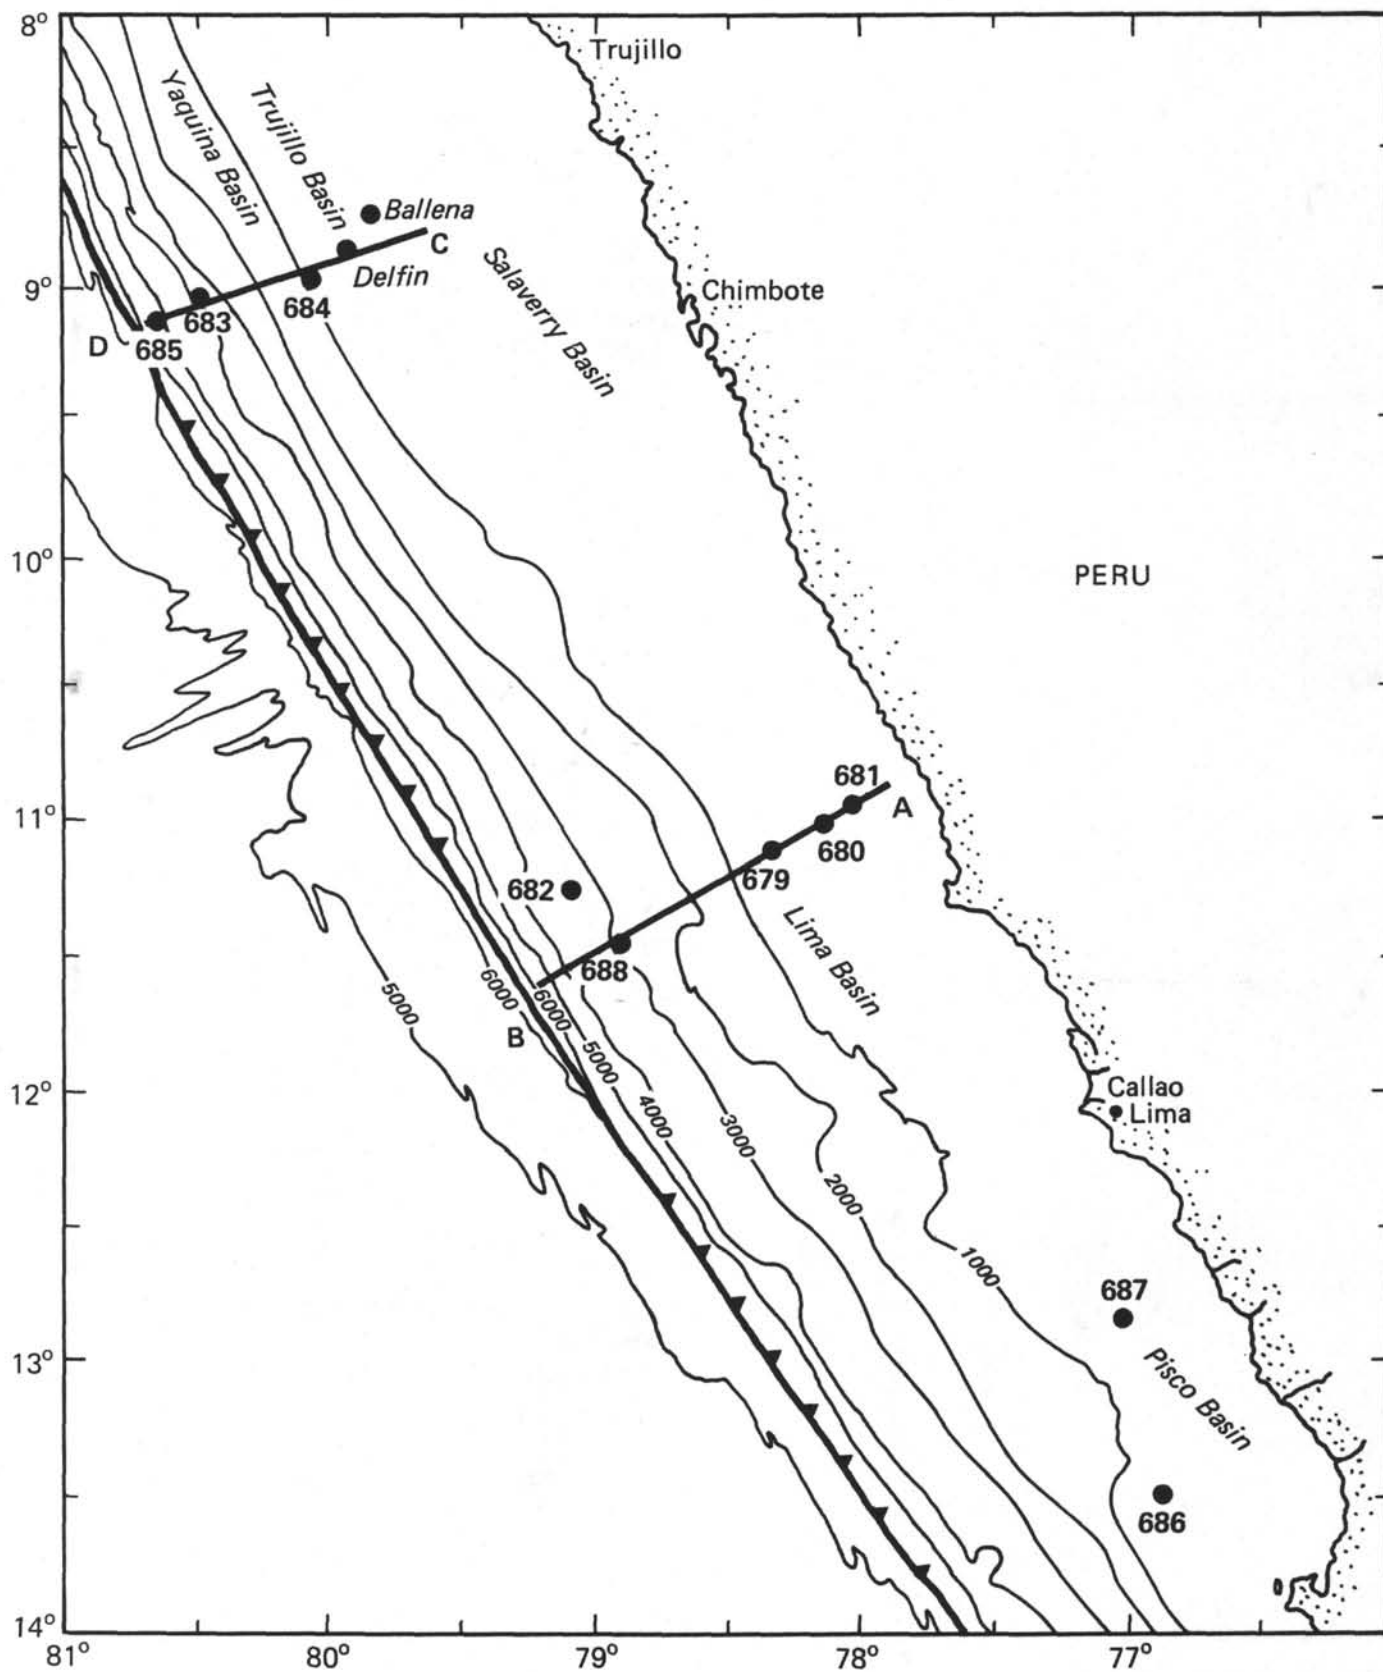 8°
Trujillo
Yaquina Basin
Trujillo Basin
Ballena
C
Delfin
Salaverry Basin
9°
Chimbote
683
684
D
685
10°
PERU
681
A
11°
680
679
682
Lima Basin
688
6000
6000
5000
B
5000
12°
Callao
Lima
4000
3000
2000
1000
687
13°
Pisco Basin
686
14°
81°
80°
79°
78°
77°